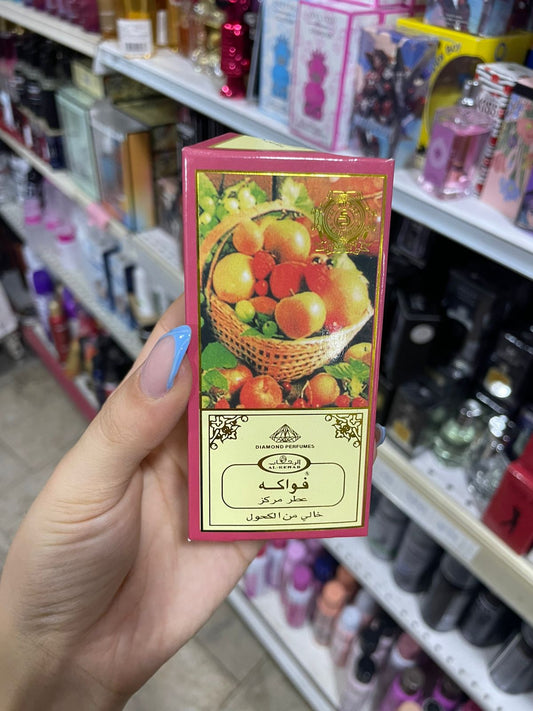 DIAMOND PERFUMES
الرحاب
AL-REHAB
فواكه
عطر مركز
خالي من الكحول